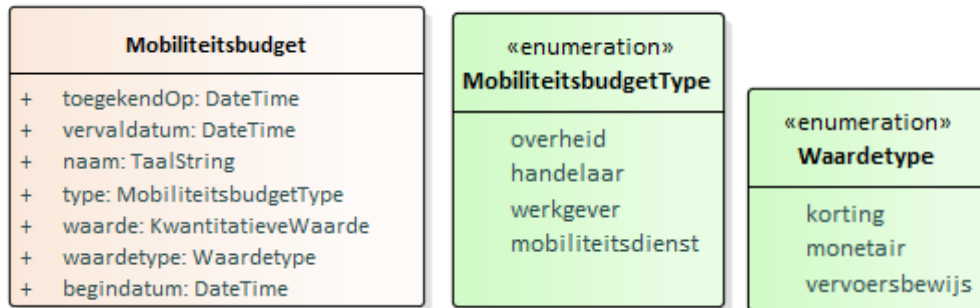 Mobiliteitsbudget
+ toegekendOp: DateTime
+ vervaldatum: DateTime
+ naam: TaalString
+ type: MobiliteitsbudgetType
+ waarde: KwantitatieveWaarde
+ waardetype: Waardetype
+ begindatum: DateTime
«enumeration»
MobiliteitsbudgetType
overheid
handelaar
werkgever
mobiliteitsdienst
«enumeration»
Waardetype
korting
monetair
vervoersbewijs